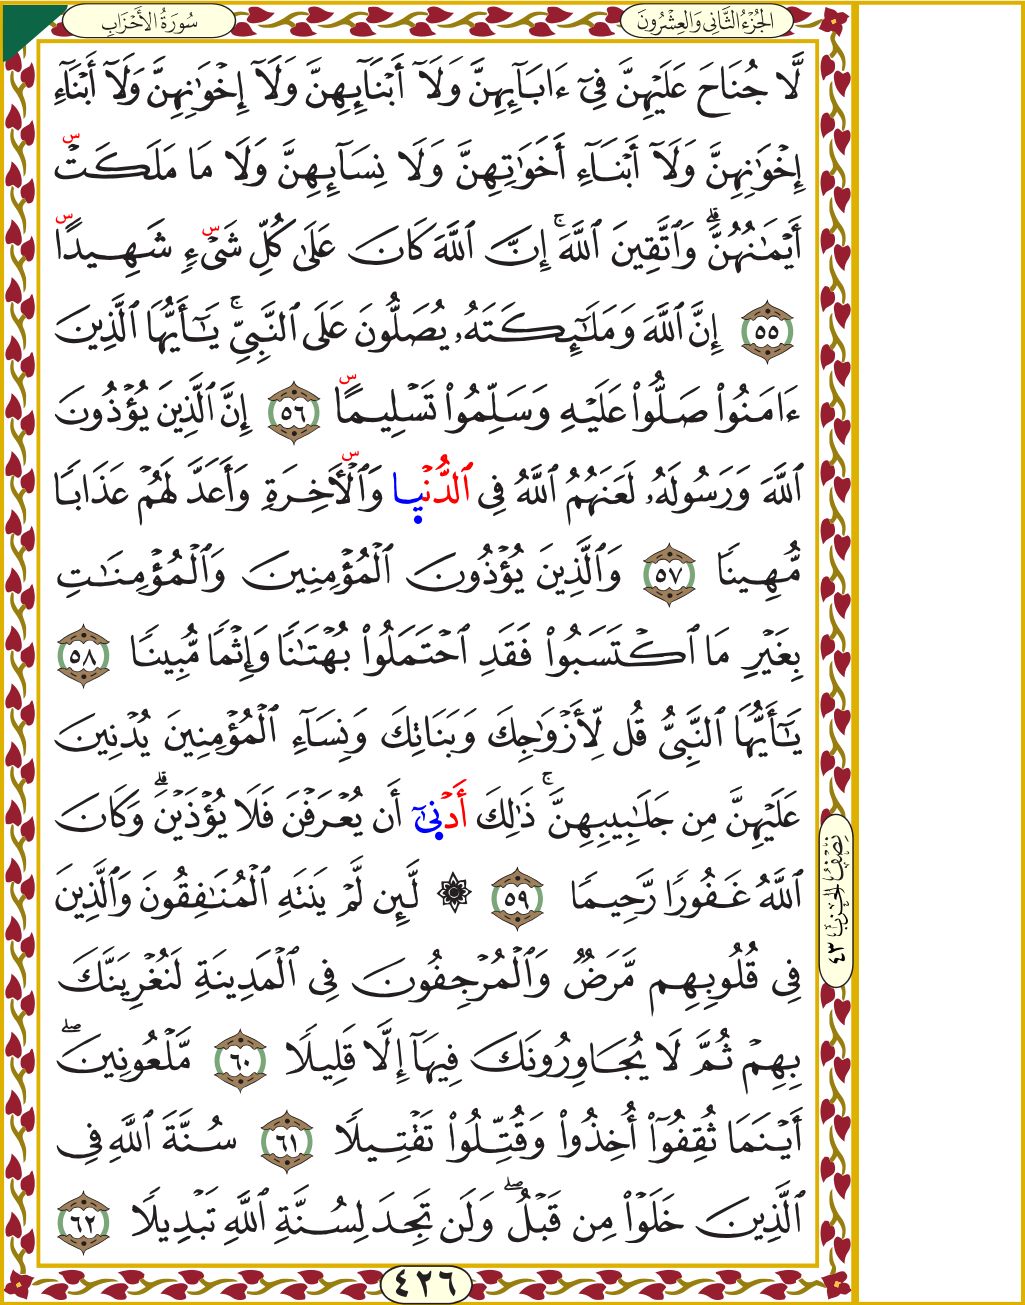 سُورَةُ الأَحْزَابِ
الجُزْءُ الثَّانِي وَالعِشْرُونَ
لَّا جُنَاحَ عَلَيْهِنَّ فِىٓ ءَابَآئِهِنَّ وَلَآ أَبْنَآئِهِنَّ وَلَآ إِخْوَٰنِهِنَّ وَلَآ أَبْنَآءِ
إِخْوَٰنِهِنَّ وَلَآ أَبْنَآءِ أَخَوَٰتِهِنَّ وَلَا نِسَآئِهِنَّ وَلَا مَا مَلَكَتْ س
أَيْمَٰنُهُنَّ ۗ وَٱتَّقِينَ ٱللَّهَ ۚ إِنَّ ٱللَّهَ كَانَ عَلَىٰ كُلِّ شَىْءٍ س شَهِيدًا س
٥٥ إِنَّ ٱللَّهَ وَمَلَٰٓئِكَتَهُۥ يُصَلُّونَ عَلَى ٱلنَّبِىِّ ۚ يَٰٓأَيُّهَا ٱلَّذِينَ
ءَامَنُوا۟ صَلُّوا۟ عَلَيْهِ وَسَلِّمُوا۟ تَسْلِيمًا س ٥٦ إِنَّ ٱلَّذِينَ يُؤْذُونَ
ٱللَّهَ وَرَسُولَهُۥ لَعَنَهُمُ ٱللَّهُ فِى ٱلدُّنْيا وَٱلْءَاخِرَةِ س وَأَعَدَّ لَهُمْ عَذَابًا
مُّهِينًا ٥٧ وَٱلَّذِينَ يُؤْذُونَ ٱلْمُؤْمِنِينَ وَٱلْمُؤْمِنَٰتِ
بِغَيْرِ مَا ٱكْتَسَبُوا۟ فَقَدِ ٱحْتَمَلُوا۟ بُهْتَٰنًا وَإِثْمًا مُّبِينًا ٥٨
يَٰٓأَيُّهَا ٱلنَّبِىُّ قُل لِّأَزْوَٰجِكَ وَبَنَاتِكَ وَنِسَآءِ ٱلْمُؤْمِنِينَ يُدْنِينَ
عَلَيْهِنَّ مِن جَلَٰبِيبِهِنَّ ۚ ذَٰلِكَ أَدْنىٓ أَن يُعْرَفْنَ فَلَا يُؤْذَيْنَ ۗ وَكَانَ
ٱللَّهُ غَفُورًا رَّحِيمًا ٥٩ ۞ لَّئِن لَّمْ يَنتَهِ ٱلْمُنَٰفِقُونَ وَٱلَّذِينَ
نِصْفُ الحِزْبِ ٤٣
فِى قُلُوبِهِم مَّرَضٌ وَٱلْمُرْجِفُونَ فِى ٱلْمَدِينَةِ لَنُغْرِيَنَّكَ
بِهِمْ ثُمَّ لَا يُجَاوِرُونَكَ فِيهَآ إِلَّا قَلِيلًا ٦٠ مَّلْعُونِينَ ۖ
أَيْنَمَا ثُقِفُوٓا۟ أُخِذُوا۟ وَقُتِّلُوا۟ تَقْتِيلًا ٦١ سُنَّةَ ٱللَّهِ فِى
ٱلَّذِينَ خَلَوْا۟ مِن قَبْلُ ۖ وَلَن تَجِدَ لِسُنَّةِ ٱللَّهِ تَبْدِيلًا ٦٢
٤٢٦